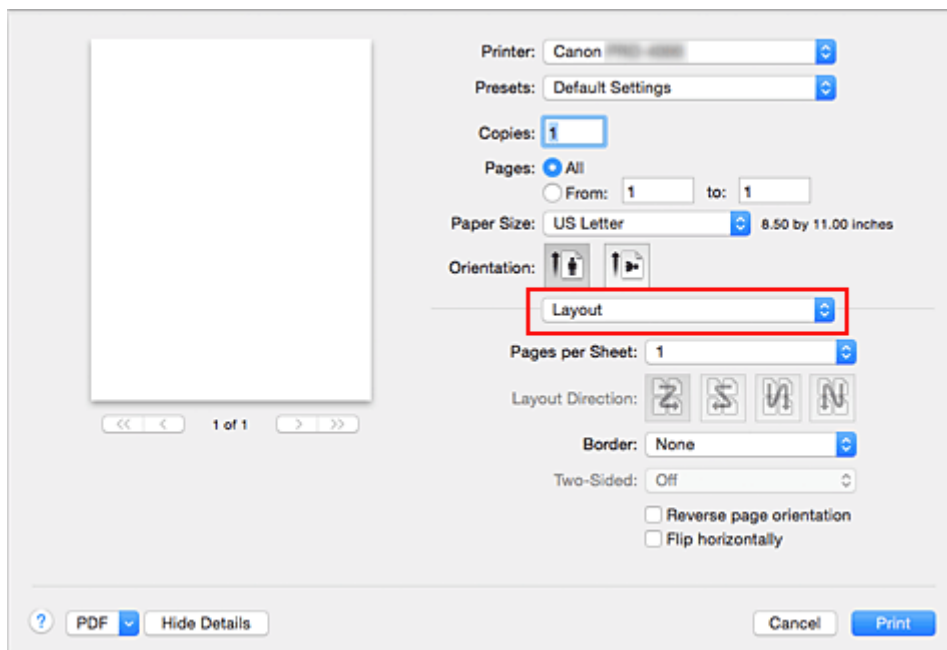 Printer: Canon
Presets: Default Settings
Copies: 1
Pages: All
From: 1 to: 1
Paper Size: US Letter 8.50 by 11.00 inches
Orientation:
Layout
Pages per Sheet: 1
Layout Direction:
1 of 1
Border: None
Two-Sided: Off
Reverse page orientation
Flip horizontally
? PDF Hide Details Cancel Print